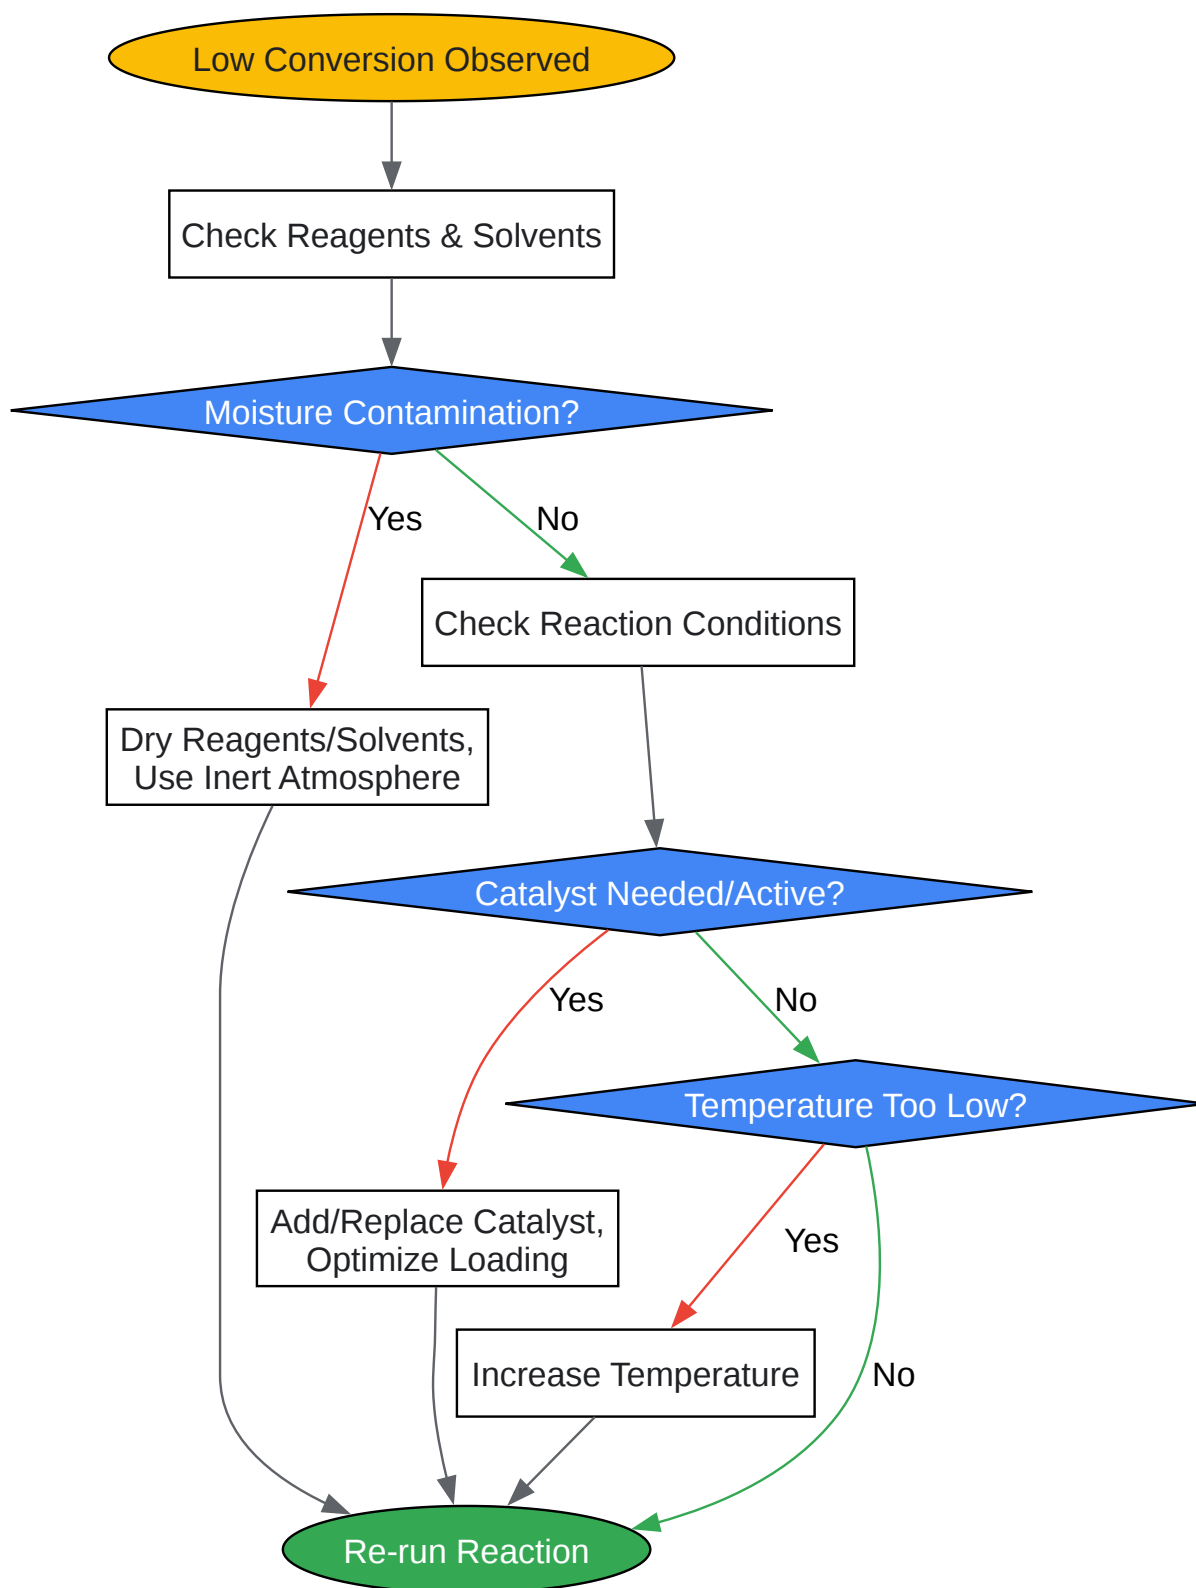 Low Conversion Observed
Check Reagents & Solvents
Moisture Contamination?
Yes
No
Check Reaction Conditions
Dry Reagents/Solvents,
Use Inert Atmosphere
Catalyst Needed/Active?
Yes
No
Temperature Too Low?
Add/Replace Catalyst,
Optimize Loading
Yes
Increase Temperature
No
Re-run Reaction